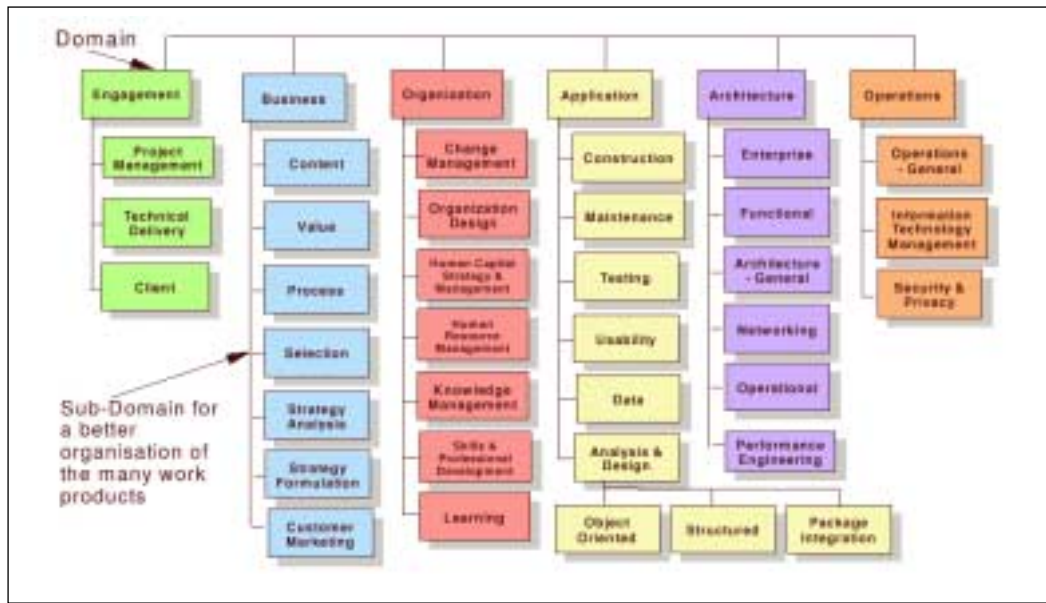 Domain
Engagement
Project
Management
Technical
Delivery
Client
Business
Content
Value
Process
Selection
Strategy
Analysis
Strategy
Formulation
Customer
Marketing
Organization
Change
Management
Organization
Design
Human Capital
Strategy &
Management
Human
Resource
Management
Knowledge
Management
Skills &
Professional
Development
Learning
Application
Construction
Maintenance
Testing
Usability
Data
Analysis &
Design
Object
Oriented
Structured
Package
Integration
Architecture
Enterprise
Functional
Architecture
- General
Networking
Operational
Performance
Engineering
Operations
Operations
- General
Information
Technology
Management
Security &
Privacy
Sub-Domain for
a better
organisation of
the many work
products